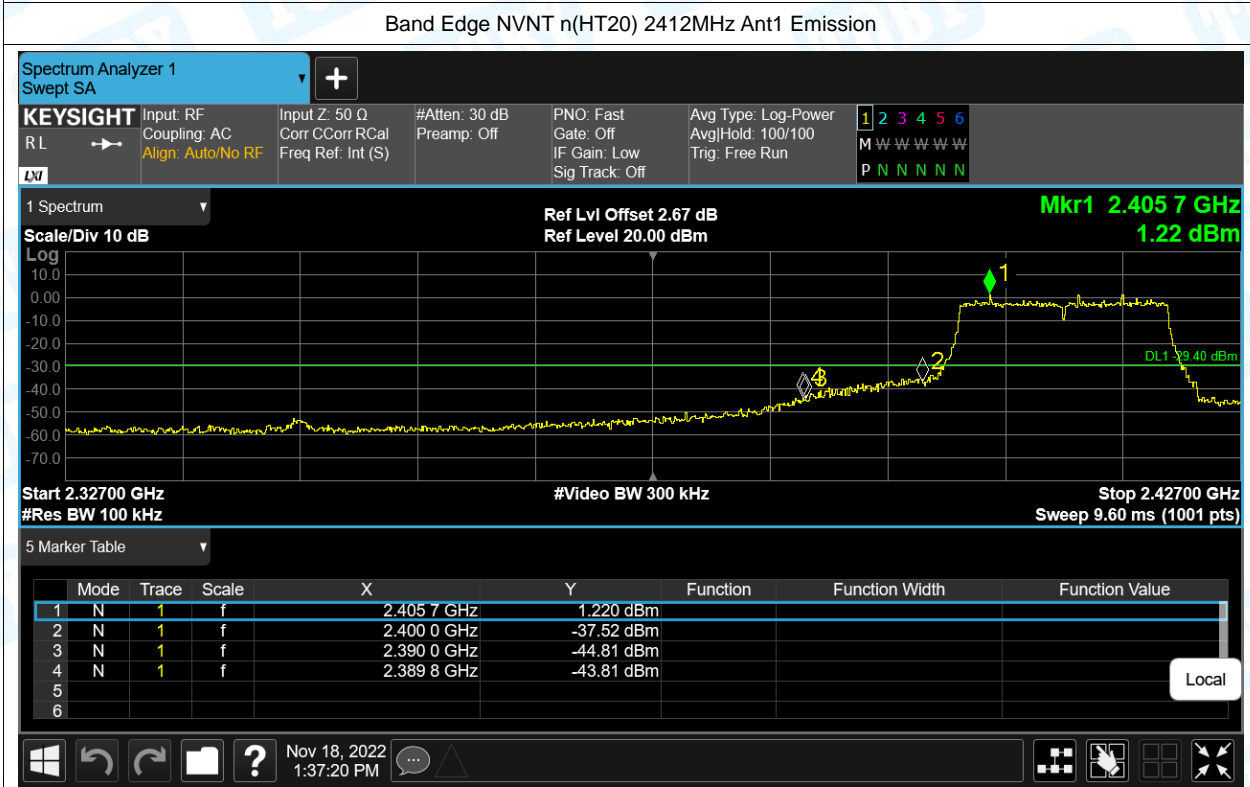 Band Edge NVNT n(HT20) 2412MHz Ant1 Emission
Spectrum Analyzer 1
Swept SA
KEYSIGHT
R L
LXI
Input: RF
Coupling: AC
Align: Auto/No RF
Input Z: 50 Ω
Corr CCorr RCal
Freq Ref: Int (S)
#Atten: 30 dB
Preamp: Off
PNO: Fast
Gate: Off
IF Gain: Low
Sig Track: Off
Avg Type: Log-Power
Avg|Hold: 100/100
Trig: Free Run
1 2 3 4 5 6
M W W W W W
P N N N N N
1 Spectrum
Scale/Div 10 dB
Ref Lvl Offset 2.67 dB
Ref Level 20.00 dBm
Mkr1 2.405 7 GHz
1.22 dBm
Log
10.0
0.00
-10.0
-20.0
-30.0
-40.0
-50.0
-60.0
-70.0
1
2
4
3
DL1 -29.40 dBm
Start 2.32700 GHz
#Res BW 100 kHz
#Video BW 300 kHz
Stop 2.42700 GHz
Sweep 9.60 ms (1001 pts)
5 Marker Table
Mode Trace Scale X Y Function Function Width Function Value
1 N 1 f 2.405 7 GHz 1.220 dBm
2 N 1 f 2.400 0 GHz -37.52 dBm
3 N 1 f 2.390 0 GHz -44.81 dBm
4 N 1 f 2.389 8 GHz -43.81 dBm
5
6
Local
?
Nov 18, 2022
1:37:20 PM